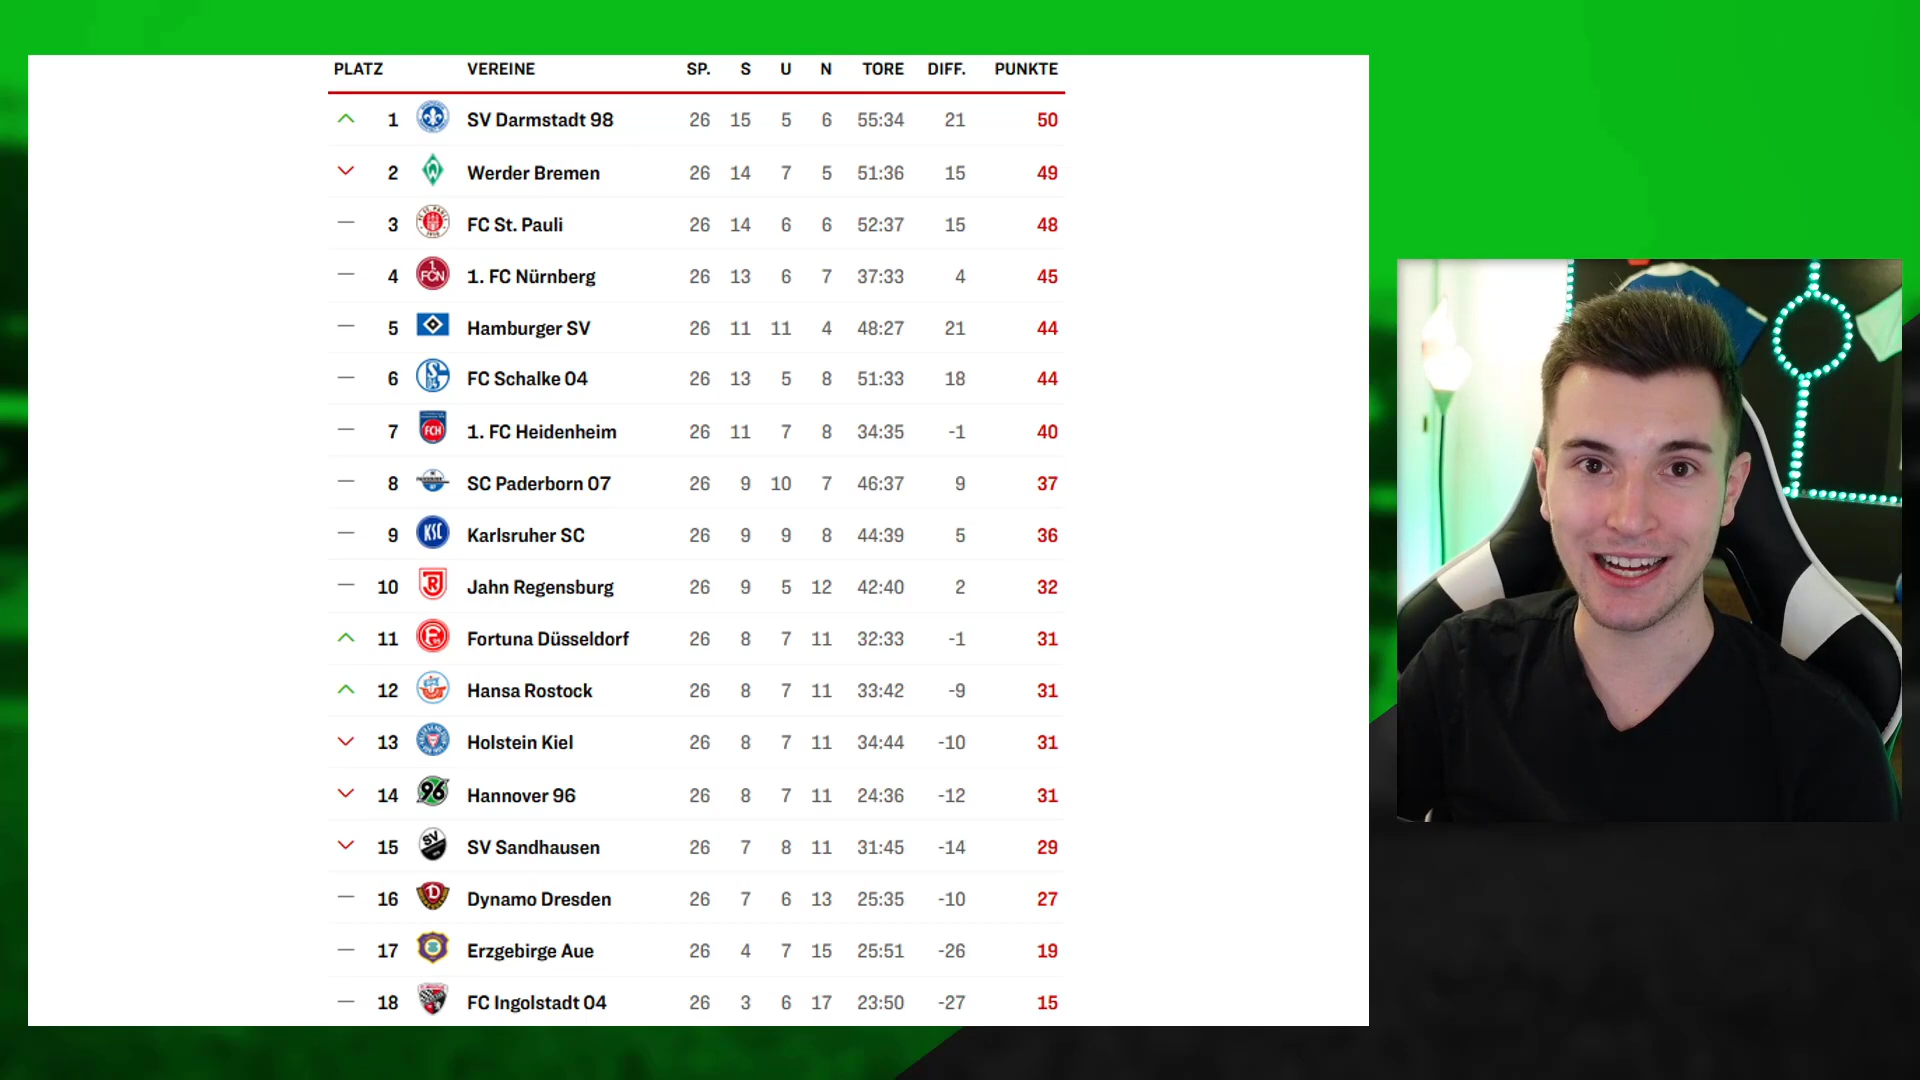 PLATZ VEREINE SP. S U N TORE DIFF. PUNKTE
1 SV Darmstadt 98 26 15 5 6 55:34 21 50
2 Werder Bremen 26 14 7 5 51:36 15 49
3 FC St. Pauli 26 14 6 6 52:37 15 48
4 1. FC Nürnberg 26 13 6 7 37:33 4 45
5 Hamburger SV 26 11 11 4 48:27 21 44
6 FC Schalke 04 26 13 5 8 51:33 18 44
7 1. FC Heidenheim 26 11 7 8 34:35 -1 40
8 SC Paderborn 07 26 9 10 7 46:37 9 37
9 Karlsruher SC 26 9 9 8 44:39 5 36
10 Jahn Regensburg 26 9 5 12 42:40 2 32
11 Fortuna Düsseldorf 26 8 7 11 32:33 -1 31
12 Hansa Rostock 26 8 7 11 33:42 -9 31
13 Holstein Kiel 26 8 7 11 34:44 -10 31
14 Hannover 96 26 8 7 11 24:36 -12 31
15 SV Sandhausen 26 7 8 11 31:45 -14 29
16 Dynamo Dresden 26 7 6 13 25:35 -10 27
17 Erzgebirge Aue 26 4 7 15 25:51 -26 19
18 FC Ingolstadt 04 26 3 6 17 23:50 -27 15